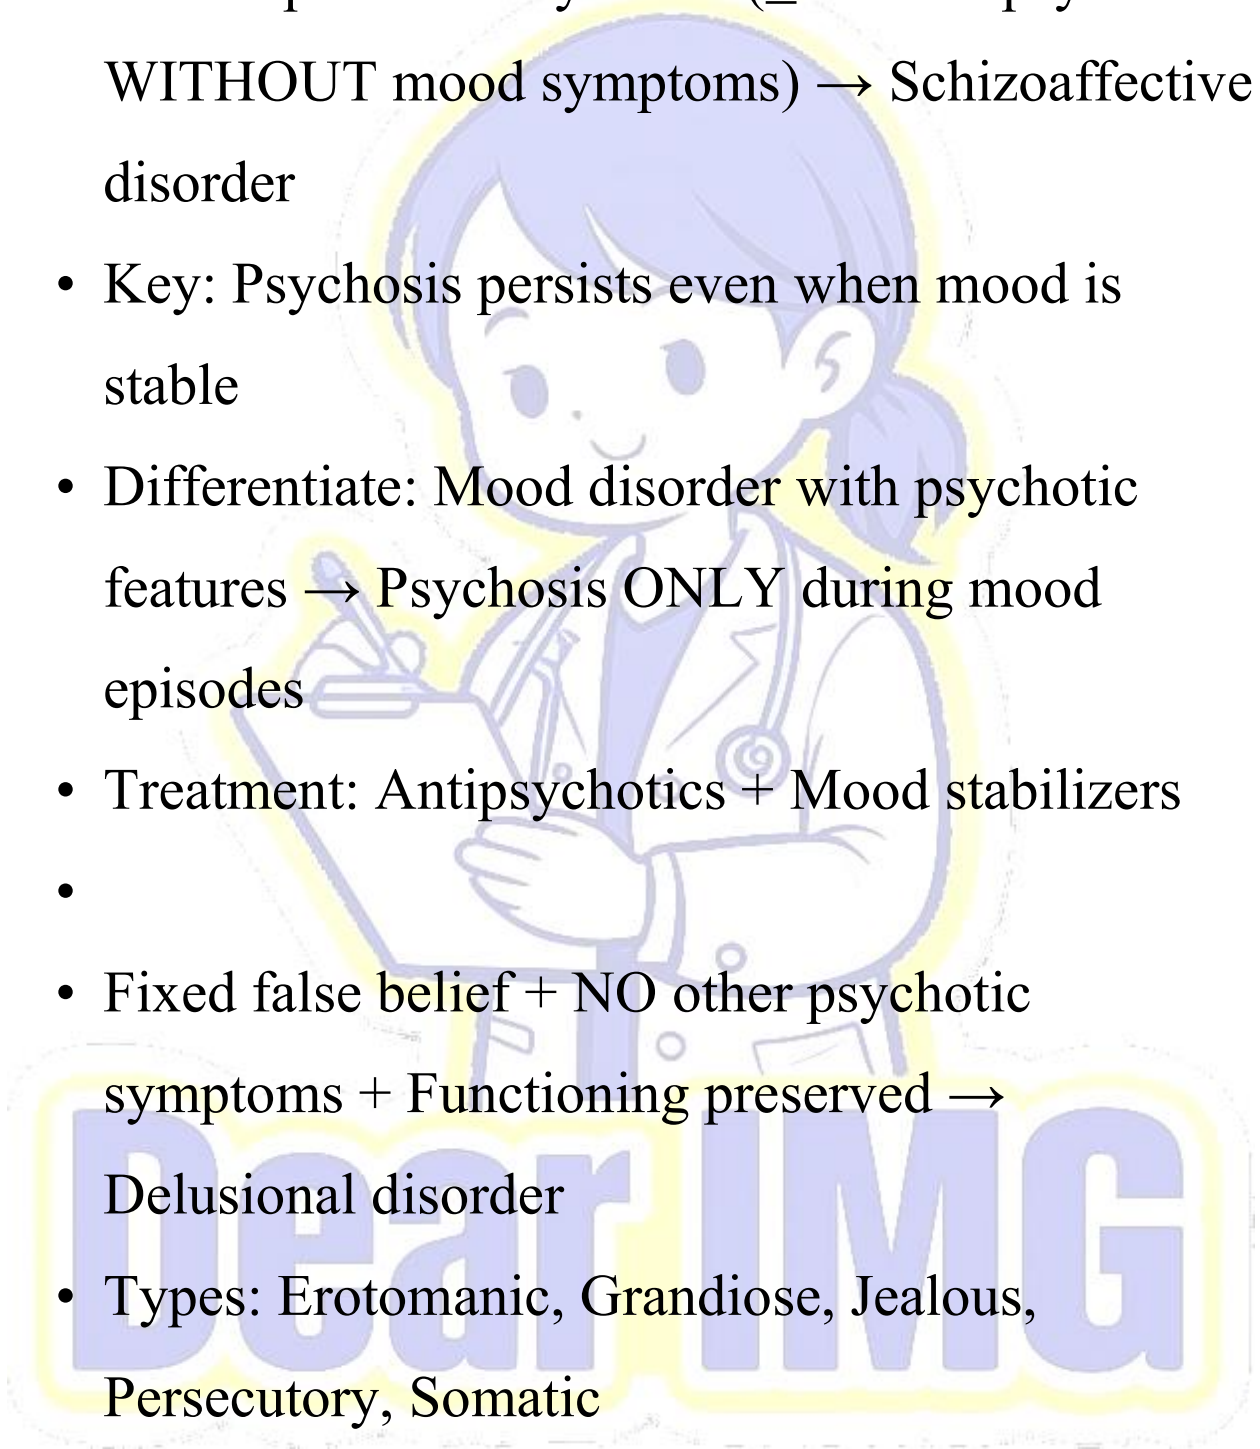 WITHOUT mood symptoms) → Schizoaffective
disorder
• Key: Psychosis persists even when mood is
stable
• Differentiate: Mood disorder with psychotic
features → Psychosis ONLY during mood
episodes
• Treatment: Antipsychotics + Mood stabilizers
•
• Fixed false belief + NO other psychotic
symptoms + Functioning preserved →
Delusional disorder
• Types: Erotomanic, Grandiose, Jealous,
Persecutory, Somatic
Dear IMG